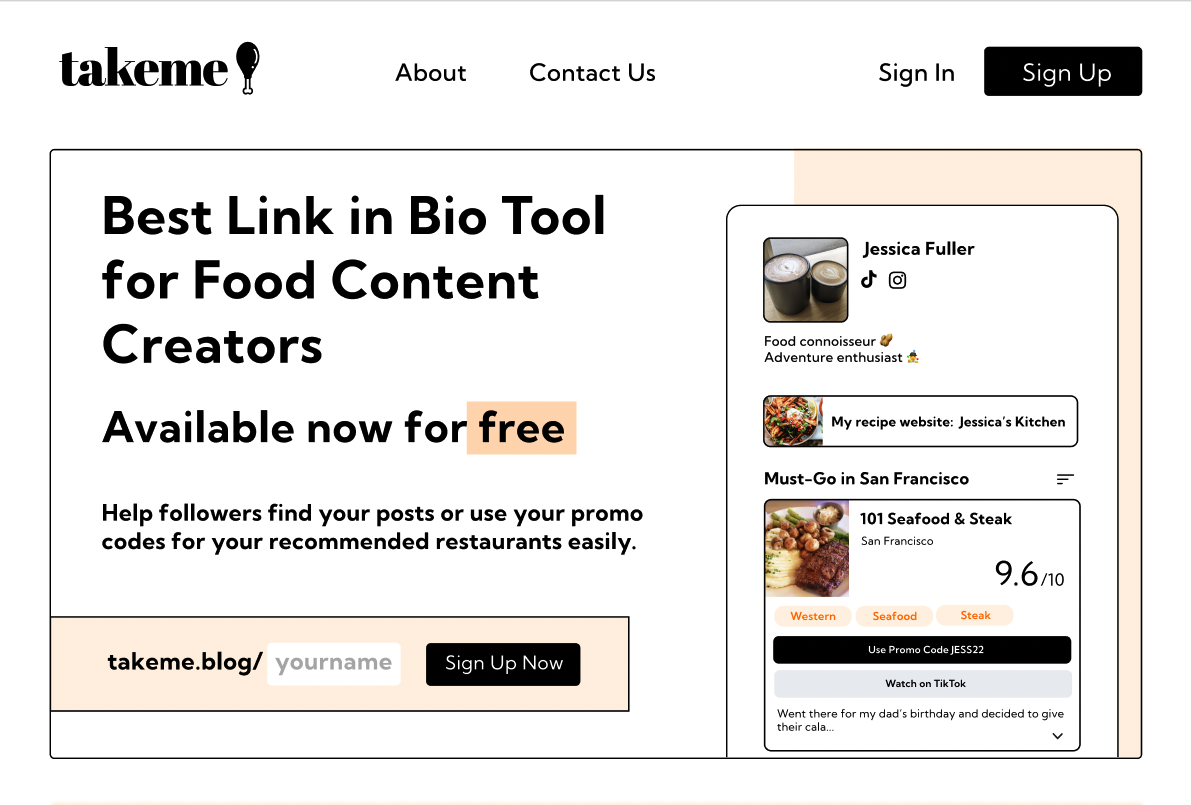 takeme
About
Contact Us
Sign In
Sign Up
Best Link in Bio Tool
for Food Content
Creators
Available now for free
Help followers find your posts or use your promo
codes for your recommended restaurants easily.
takeme.blog/ yourname
Sign Up Now
Jessica Fuller
Food connoisseur 🥠
Adventure enthusiast
My recipe website: Jessica’s Kitchen
Must-Go in San Francisco
101 Seafood & Steak
San Francisco
9.6/10
Western
Seafood
Steak
Use Promo Code JESS22
Watch on TikTok
Went there for my dad’s birthday and decided to give
their cala...